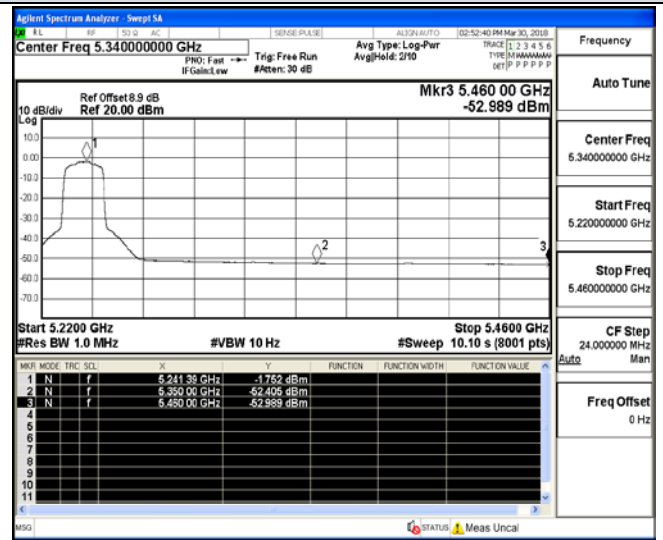 Agilent Spectrum Analyzer - Swept SA
RL RF 50 Ω AC SENSE:PULSE ALIGN AUTO 02:52:40 PM Mar 30, 2018
Center Freq 5.340000000 GHz
PNO: Fast
IFGain:Low
Trig: Free Run
#Atten: 30 dB
Avg Type: Log-Pwr
Avg|Hold: 2/10
TRACE 1 2 3 4 5 6
TYPE M WWWWW
DET P P P P P P
Ref Offset 8.9 dB
Ref 20.00 dBm
10 dB/div
Log
Mkr3 5.460 00 GHz
-52.989 dBm
10.0
0.00
-10.0
-20.0
-30.0
-40.0
-50.0
-60.0
-70.0
1
2
3
Start 5.2200 GHz
Stop 5.4600 GHz
#Res BW 1.0 MHz
#VBW 10 Hz
#Sweep 10.10 s (8001 pts)
MKR MODE TRC SCL X Y FUNCTION FUNCTION WIDTH FUNCTION VALUE
1 N f 5.241 39 GHz -1.752 dBm
2 N f 5.350 00 GHz -52.405 dBm
3 N f 5.460 00 GHz -52.989 dBm
4
5
6
7
8
9
10
11
MSG
STATUS
Meas Uncal
Frequency
Auto Tune
Center Freq
5.340000000 GHz
Start Freq
5.220000000 GHz
Stop Freq
5.460000000 GHz
CF Step
24.000000 MHz
Auto Man
Freq Offset
0 Hz